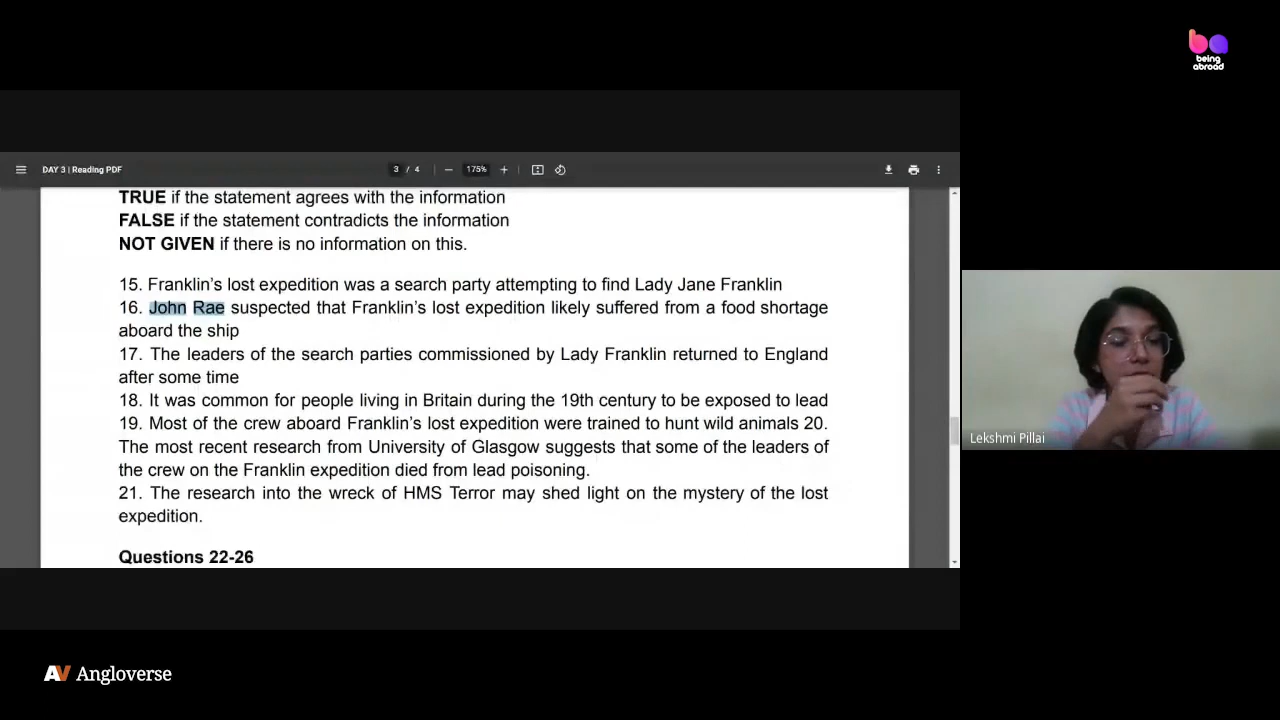 being
abroad
DAY 3 | Reading PDF
3 / 4
175%
TRUE if the statement agrees with the information
FALSE if the statement contradicts the information
NOT GIVEN if there is no information on this.
15. Franklin's lost expedition was a search party attempting to find Lady Jane Franklin
16. John Rae suspected that Franklin's lost expedition likely suffered from a food shortage
aboard the ship
17. The leaders of the search parties commissioned by Lady Franklin returned to England
after some time
18. It was common for people living in Britain during the 19th century to be exposed to lead
19. Most of the crew aboard Franklin's lost expedition were trained to hunt wild animals 20.
The most recent research from University of Glasgow suggests that some of the leaders of
the crew on the Franklin expedition died from lead poisoning.
21. The research into the wreck of HMS Terror may shed light on the mystery of the lost
expedition.
Questions 22-26
Lekshmi Pillai
AV Angloverse